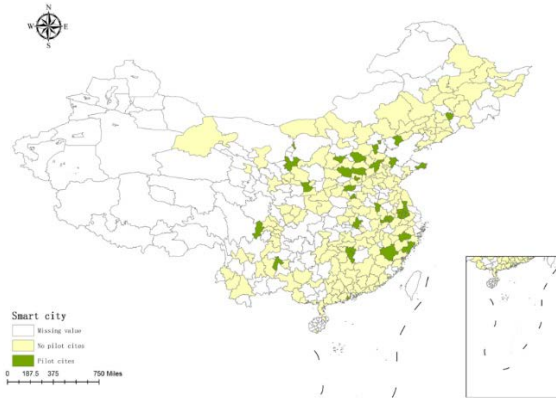 N
W E
S
Smart city
Missing value
No pilot cites
Pilot cites
0 187.5 375 750 Miles